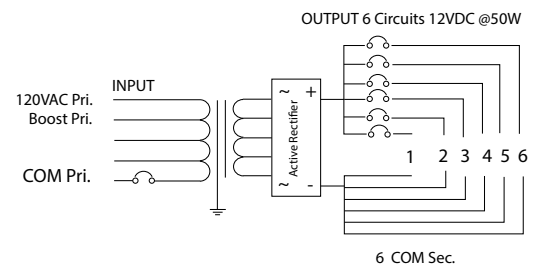 OUTPUT 6 Circuits 12VDC @50W
INPUT
120VAC Pri.
Boost Pri.
COM Pri.
~ +
Active Rectifier
~ -
1 2 3 4 5 6
6 COM Sec.